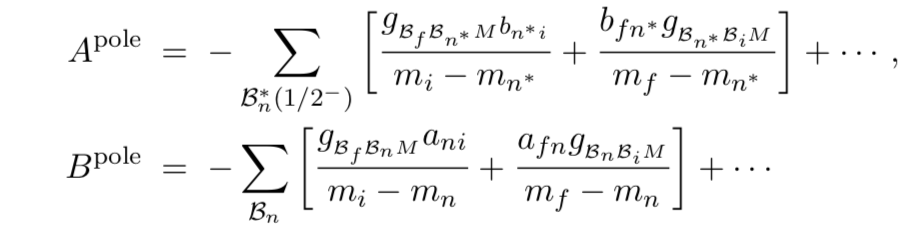 A^{\text{pole}} = -\sum_{\mathcal{B}_n^*(1/2^-)} \left[ \frac{g_{\mathcal{B}_f \mathcal{B}_{n^*} M} b_{n^* i}}{m_i - m_{n^*}} + \frac{b_{f n^*} g_{\mathcal{B}_{n^*} \mathcal{B}_i M}}{m_f - m_{n^*}} \right] + \cdots ,
B^{\text{pole}} = -\sum_{\mathcal{B}_n} \left[ \frac{g_{\mathcal{B}_f \mathcal{B}_n M} a_{ni}}{m_i - m_n} + \frac{a_{fn} g_{\mathcal{B}_n \mathcal{B}_i M}}{m_f - m_n} \right] + \cdots